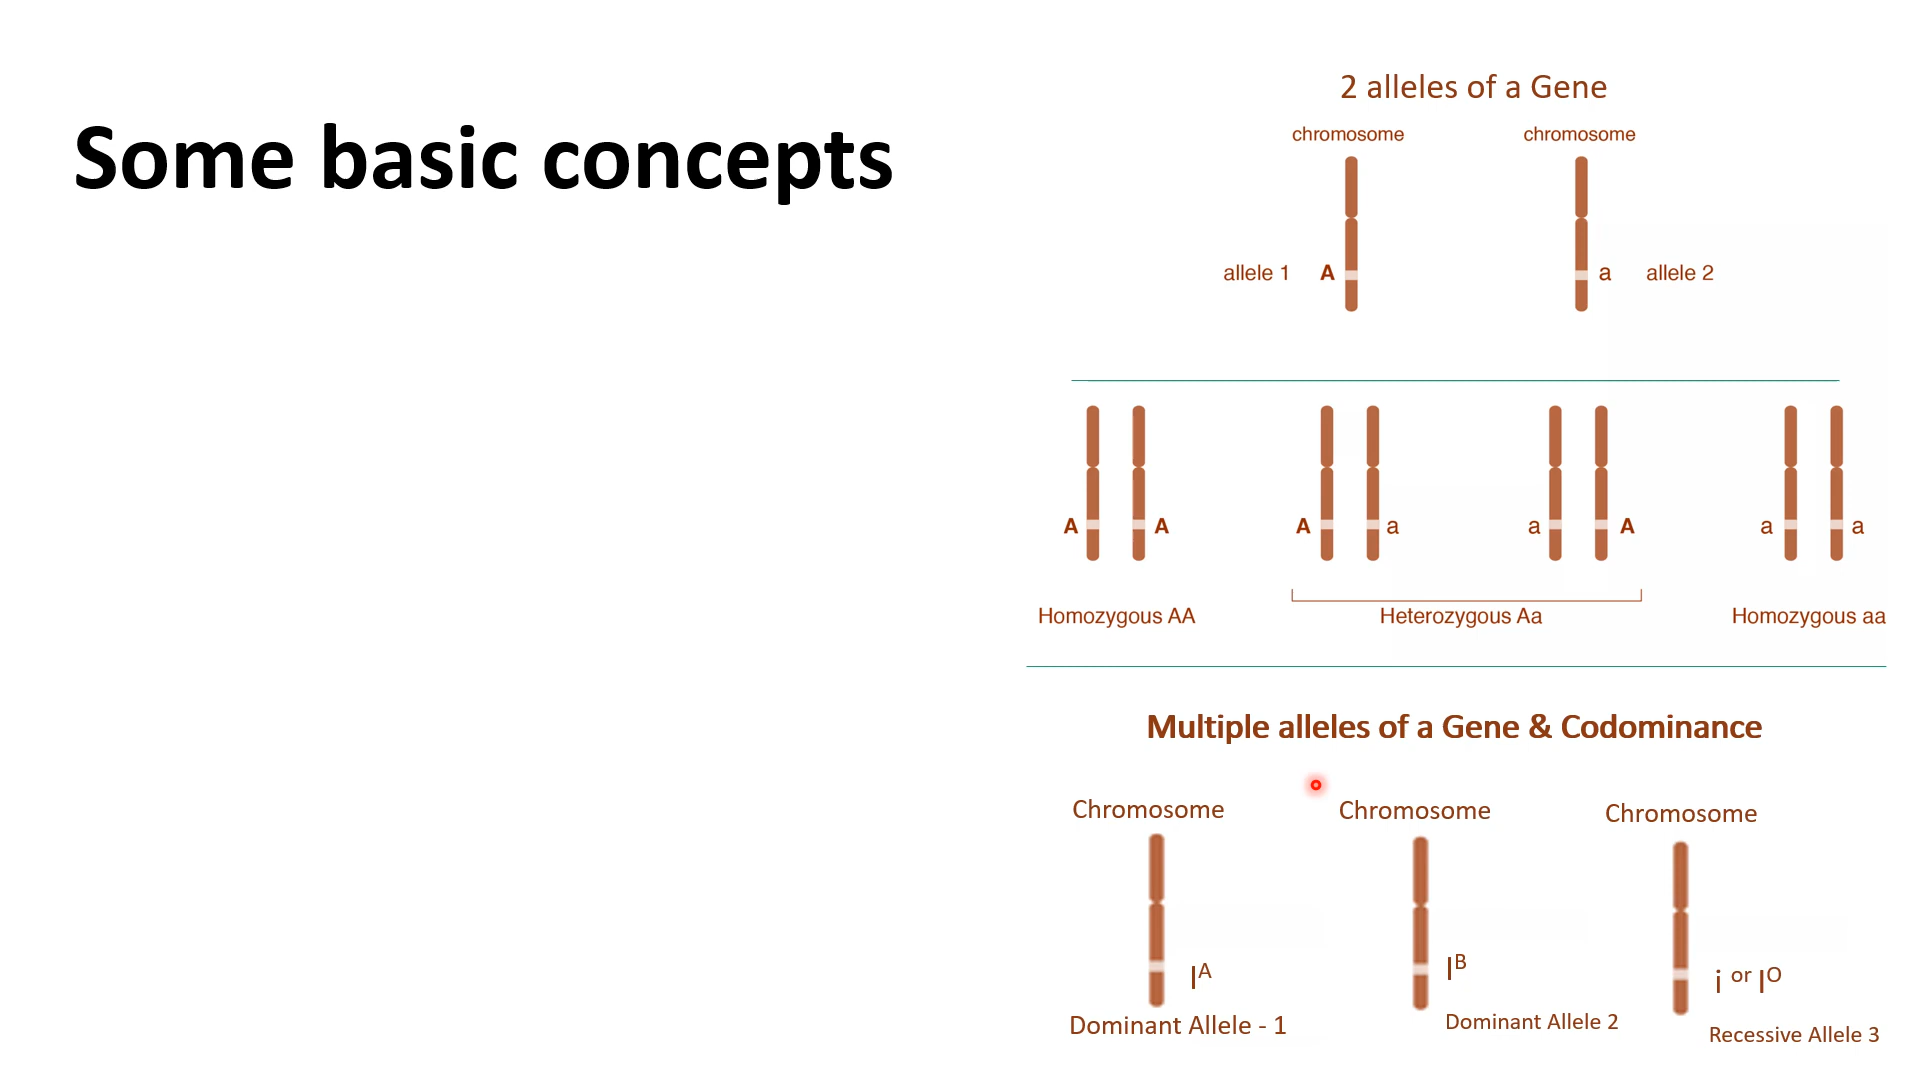 Some basic concepts
2 alleles of a Gene
chromosome chromosome
allele 1 A a allele 2
A A A a a A a a
Homozygous AA Heterozygous Aa Homozygous aa
Multiple alleles of a Gene & Codominance
Chromosome Chromosome Chromosome
I^A I^B i or I^O
Dominant Allele - 1 Dominant Allele 2 Recessive Allele 3